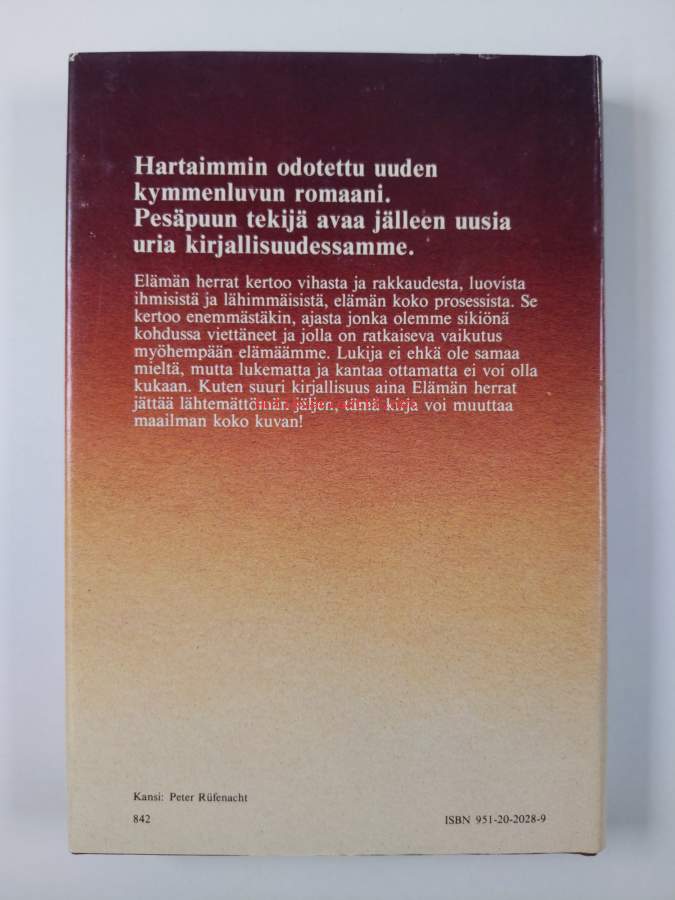 Hartaimmin odotettu uuden
kymmenluvun romaani.
Pesäpuun tekijä avaa jälleen uusia
uria kirjallisuudessamme.
Elämän herrat kertoo vihasta ja rakkaudesta, luovista
ihmisistä ja lähimmäisistä, elämän koko prosessista. Se
kertoo enemmästäkin, ajasta jonka olemme sikiönä
kohdussa viettäneet ja jolla on ratkaiseva vaikutus
myöhempään elämäämme. Lukija ei ehkä ole samaa
mieltä, mutta lukematta ja kantaa ottamatta ei voi olla
kukaan. Kuten suuri kirjallisuus aina Elämän herrat
jättää lähtemättömän jäljen, tämä kirja voi muuttaa
maailman koko kuvan!
Kansi: Peter Rüfenacht
842
ISBN 951-20-2028-9